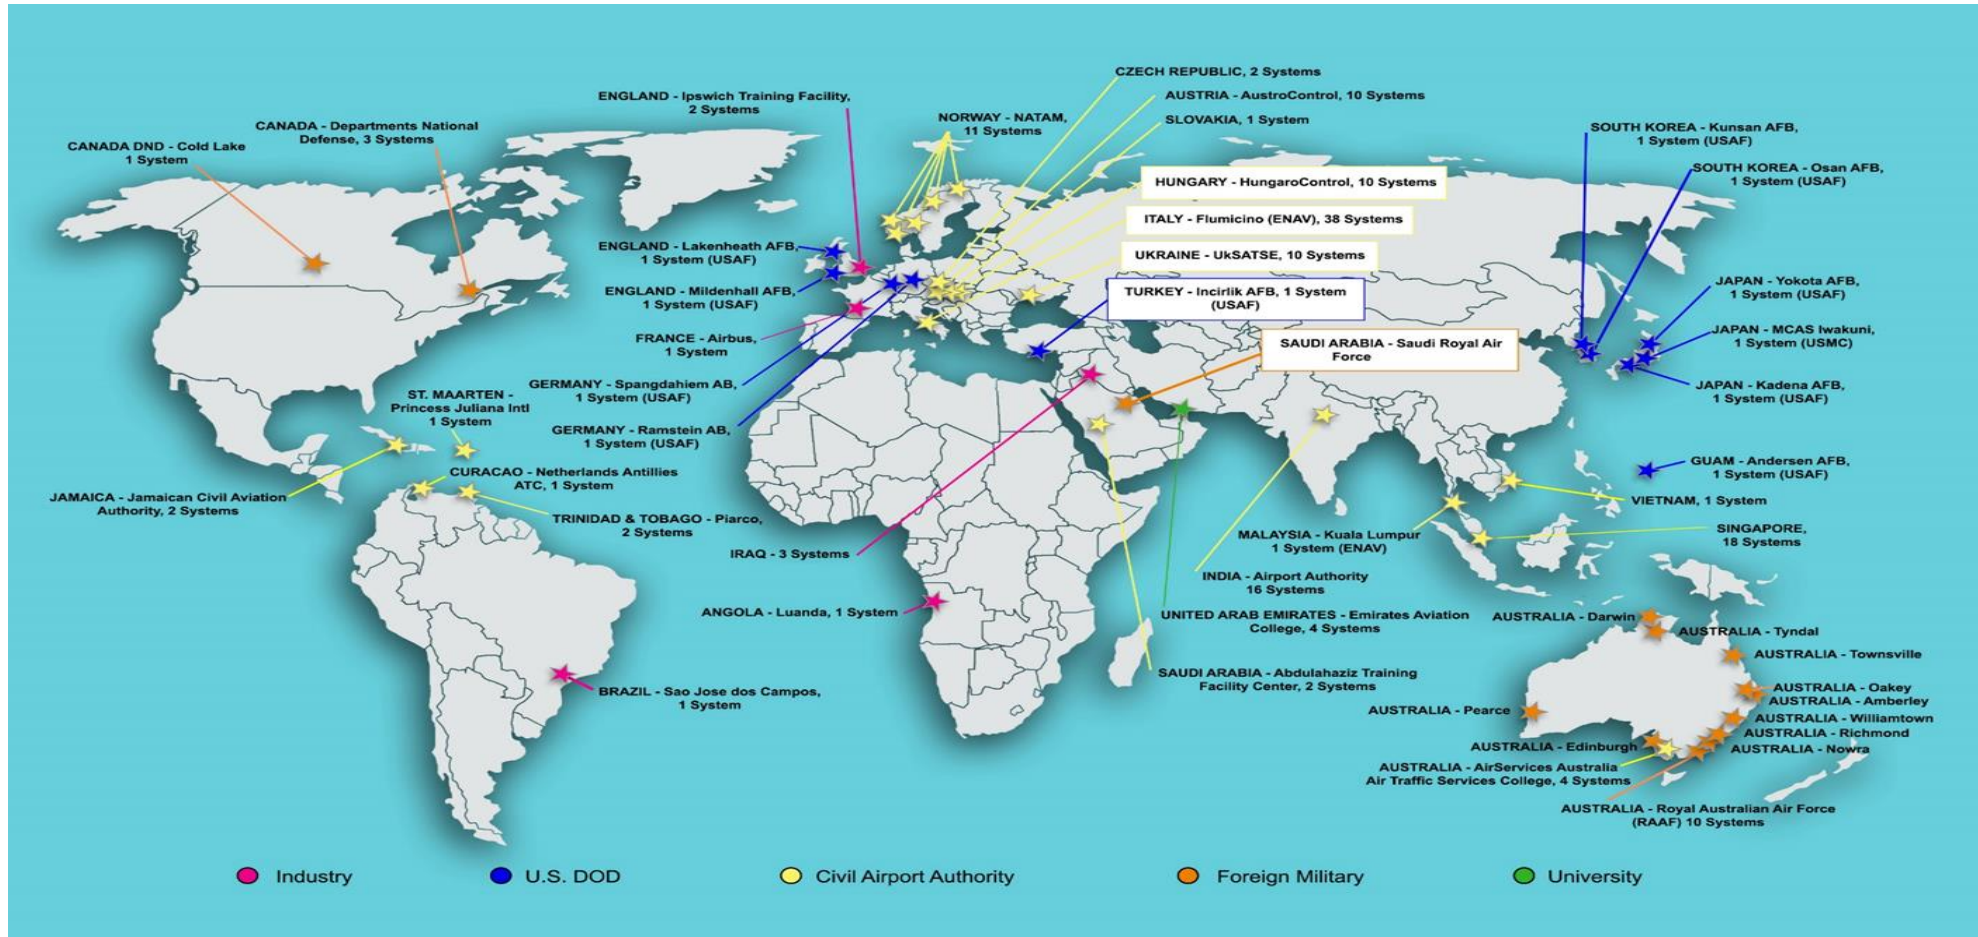 CZECH REPUBLIC, 2 Systems
AUSTRIA - AustroControl, 10 Systems
SLOVAKIA, 1 System
ENGLAND - Ipswich Training Facility,
2 Systems
NORWAY - NATAM,
11 Systems
CANADA - Departments National
Defense, 3 Systems
CANADA DND - Cold Lake
1 System
SOUTH KOREA - Kunsan AFB,
1 System (USAF)
SOUTH KOREA - Osan AFB,
1 System (USAF)
HUNGARY - HungaroControl, 10 Systems
ITALY - Flumicino (ENAV), 38 Systems
UKRAINE - UkSATSE, 10 Systems
TURKEY - Incirlik AFB, 1 System
(USAF)
SAUDI ARABIA - Saudi Royal Air
Force
ENGLAND - Lakenheath AFB,
1 System (USAF)
ENGLAND - Mildenhall AFB,
1 System (USAF)
FRANCE - Airbus,
1 System
GERMANY - Spangdahiem AB,
1 System (USAF)
GERMANY - Ramstein AB,
1 System (USAF)
JAPAN - Yokota AFB,
1 System (USAF)
JAPAN - MCAS Iwakuni,
1 System (USMC)
JAPAN - Kadena AFB,
1 System (USAF)
GUAM - Andersen AFB,
1 System (USAF)
VIETNAM, 1 System
SINGAPORE,
18 Systems
ST. MAARTEN -
Princess Juliana Intl
1 System
CURACAO - Netherlands Antillies
ATC, 1 System
JAMAICA - Jamaican Civil Aviation
Authority, 2 Systems
TRINIDAD & TOBAGO - Piarco,
2 Systems
IRAQ - 3 Systems
ANGOLA - Luanda, 1 System
BRAZIL - Sao Jose dos Campos,
1 System
MALAYSIA - Kuala Lumpur
1 System (ENAV)
INDIA - Airport Authority
16 Systems
UNITED ARAB EMIRATES - Emirates Aviation
College, 4 Systems
SAUDI ARABIA - Abdulahaziz Training
Facility Center, 2 Systems
AUSTRALIA - Darwin
AUSTRALIA - Tyndal
AUSTRALIA - Townsville
AUSTRALIA - Oakey
AUSTRALIA - Amberley
AUSTRALIA - Pearce
AUSTRALIA - Williamtown
AUSTRALIA - Richmond
AUSTRALIA - Edinburgh
AUSTRALIA - Nowra
AUSTRALIA - AirServices Australia
Air Traffic Services College, 4 Systems
AUSTRALIA - Royal Australian Air Force
(RAAF) 10 Systems
Industry
U.S. DOD
Civil Airport Authority
Foreign Military
University